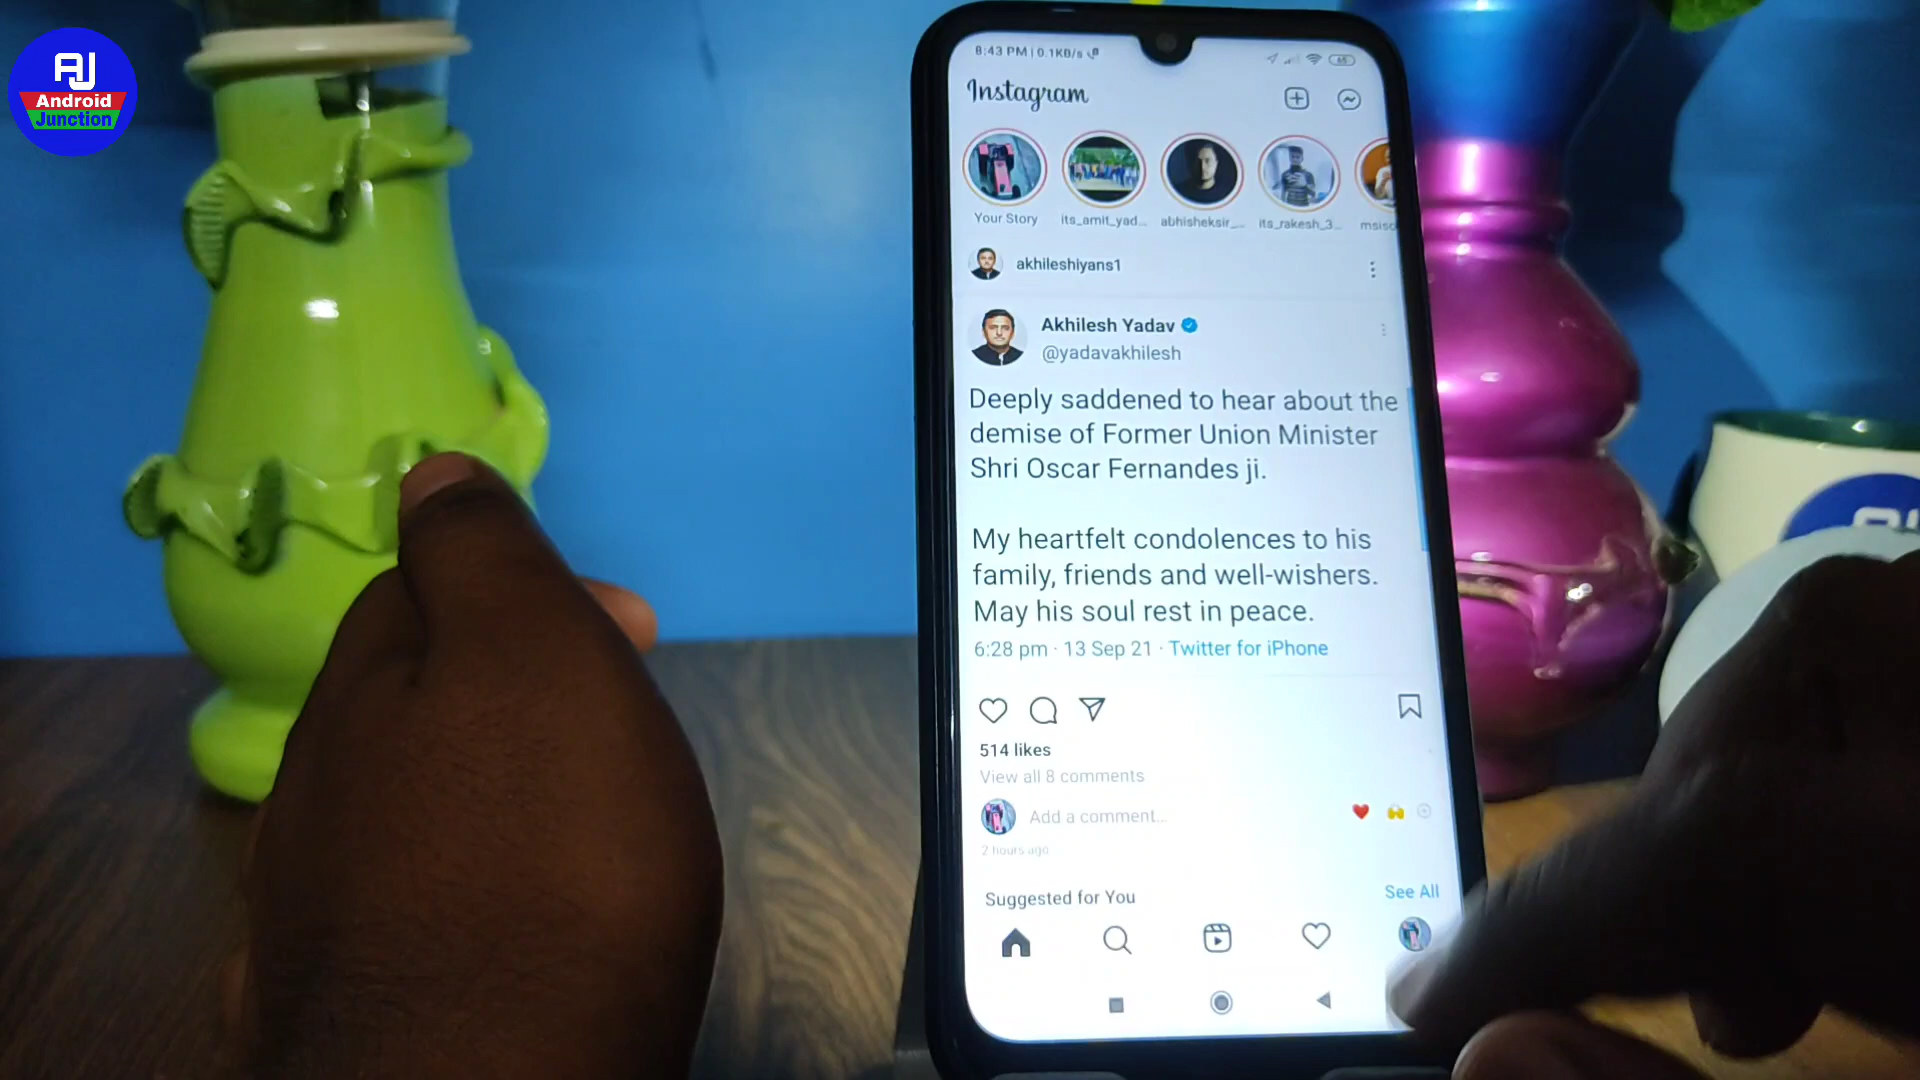 AJ
Android
Junction
8:43 PM | 0.1KB/s
65
Instagram
Your Story
its_amit_yad...
abhisheksir_...
its_rakesh_3...
msisc
akhileshiyans1
Akhilesh Yadav
@yadavakhilesh
Deeply saddened to hear about the
demise of Former Union Minister
Shri Oscar Fernandes ji.
My heartfelt condolences to his
family, friends and well-wishers.
May his soul rest in peace.
6:28 pm · 13 Sep 21 · Twitter for iPhone
514 likes
View all 8 comments
Add a comment...
2 hours ago
Suggested for You
See All